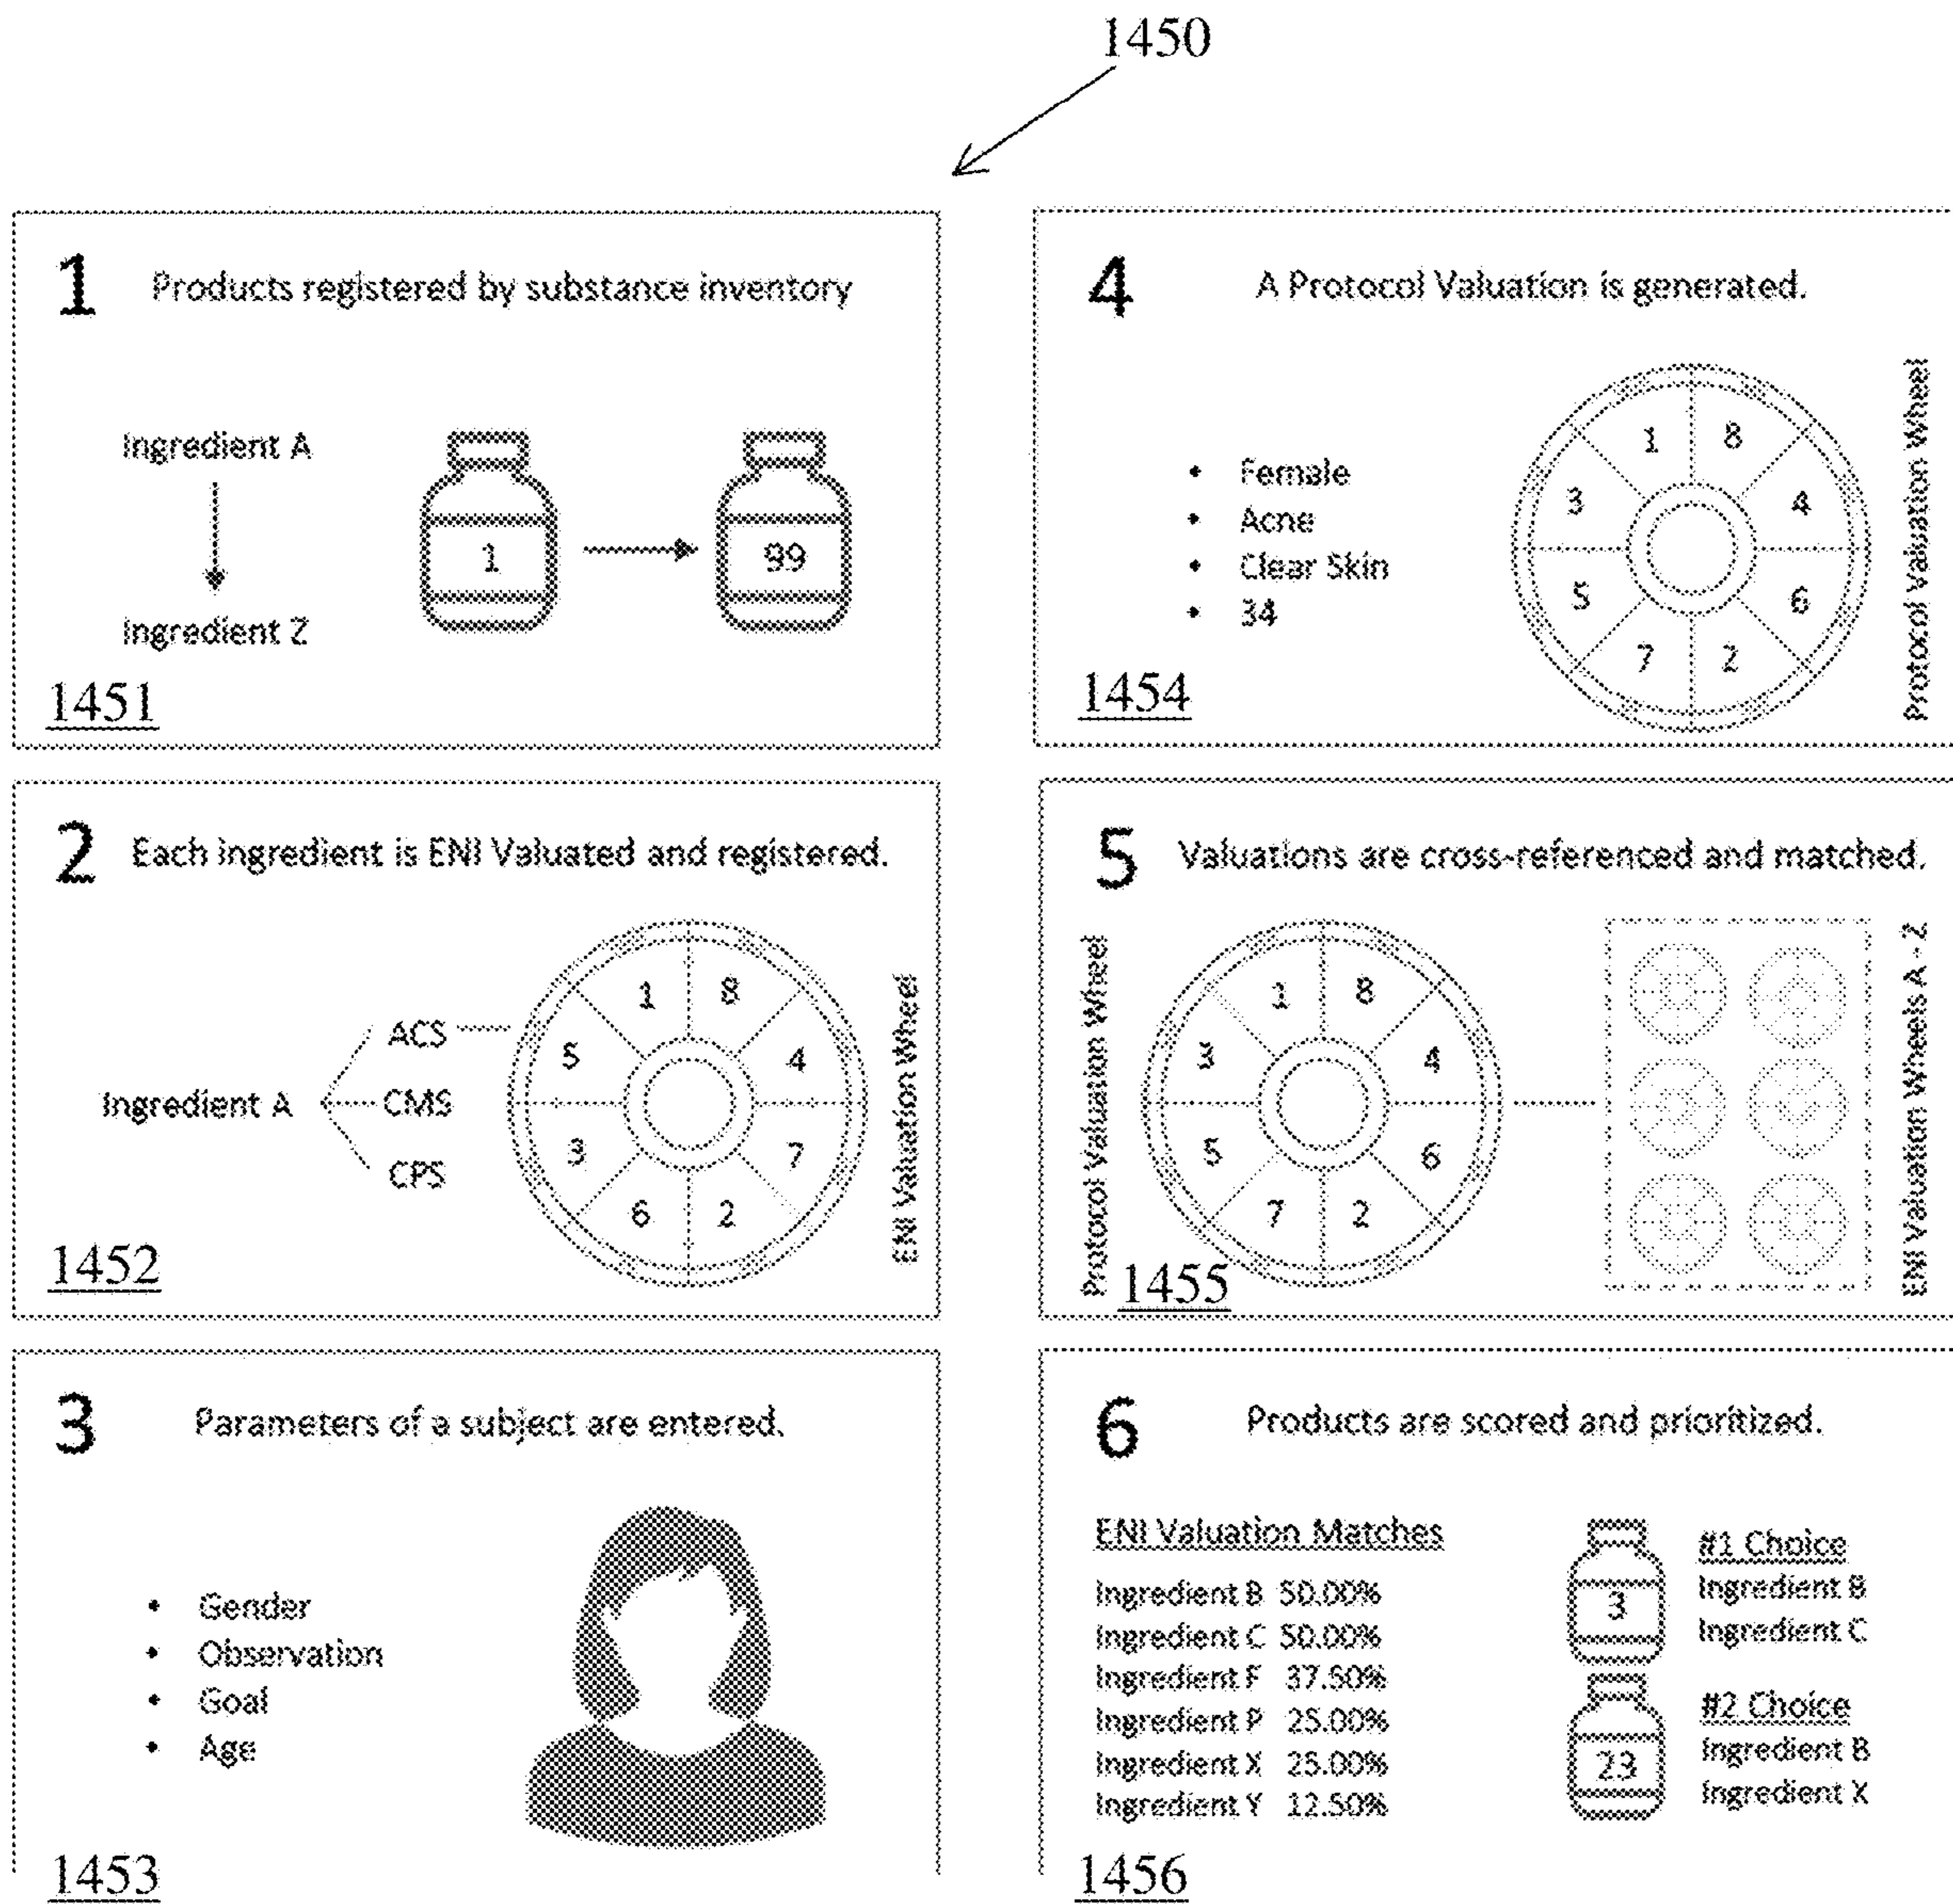 1450
1 Products registered by substance inventory
Ingredient A
1
99
Ingredient Z
1451
2 Each ingredient is ENI Valuated and registered.
Ingredient A
ACS
CMS
CPS
1 8
5 4
3 7
6 2
ENI Valuation Wheel
1452
3 Parameters of a subject are entered.
• Gender
• Observation
• Goal
• Age
1453
4 A Protocol Valuation is generated.
• Female
• Acne
• Clear Skin
• 34
1 8
3 4
5 6
7 2
Protocol Valuation Wheel
1454
5 Valuations are cross-referenced and matched.
Protocol Valuation Wheel
1 8
3 4
5 6
7 2
ENI Valuation Wheels A - Z
1455
6 Products are scored and prioritized.
ENI Valuation Matches
Ingredient B 50.00%
Ingredient C 50.00%
Ingredient F 37.50%
Ingredient P 25.00%
Ingredient X 25.00%
Ingredient Y 12.50%
3
#1 Choice
Ingredient B
Ingredient C
23
#2 Choice
Ingredient B
Ingredient X
1456